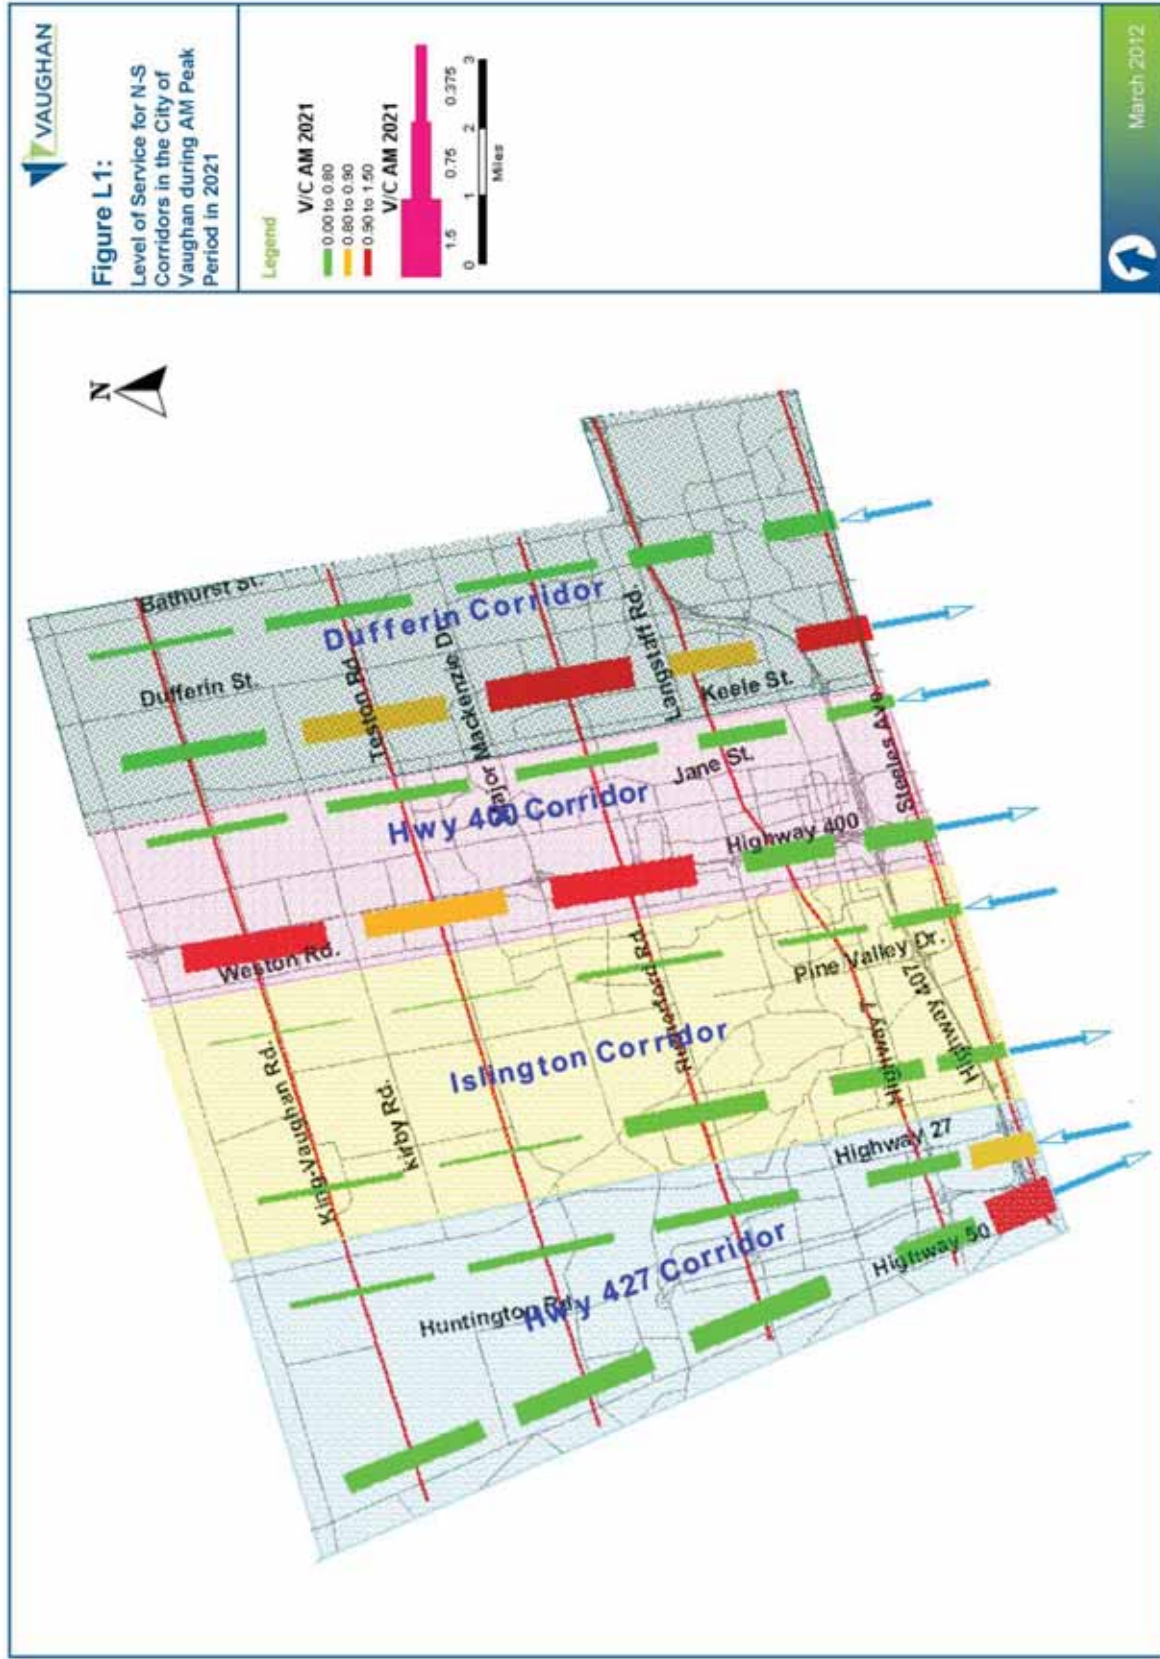 VAUGHAN
Figure L1:
Level of Service for N-S
Corridors in the City of
Vaughan during AM Peak
Period in 2021
Legend
V/C AM 2021
0.00 to 0.80
0.80 to 0.90
0.90 to 1.50
V/C AM 2021
1.5 0.75 0.375
0 1 2 3
Miles
N
Bathurst St.
Dufferin St.
Dufferin Corridor
Teston Rd.
Major Mackenzie Dr.
Langstaff Rd.
Keele St.
Steeles Ave.
Jane St.
Hwy 400 Corridor
Highway 400
Weston Rd.
Rutherford Rd.
Pine Valley Dr.
Highway 407
Highway 7
Islington Corridor
King-Vaughan Rd.
Kirby Rd.
Highway 27
Hwy 427 Corridor
Highway 50
Huntington Rd.
March 2012